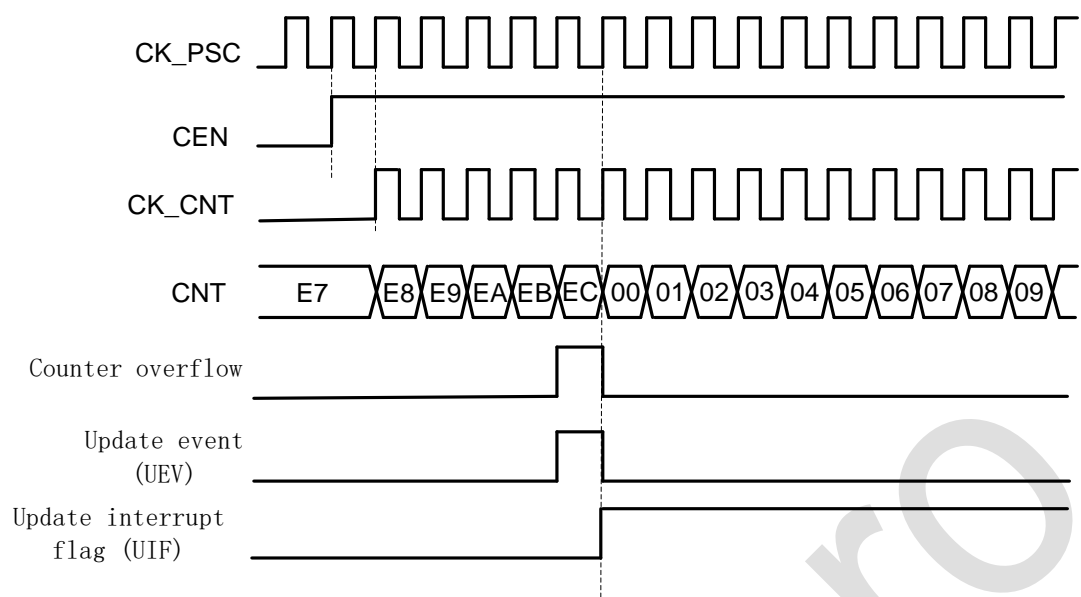 CK_PSC
CEN
CK_CNT
CNT E7 E8 E9 EA EB EC 00 01 02 03 04 05 06 07 08 09
Counter overflow
Update event
(UEV)
Update interrupt
flag (UIF)
ro